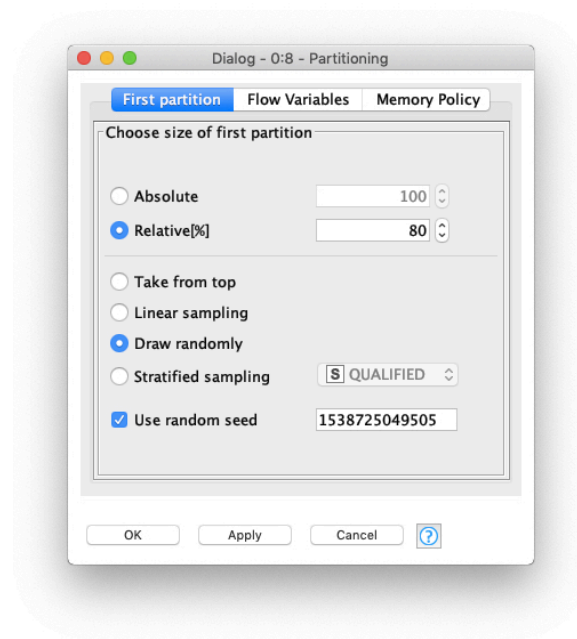 Dialog - 0:8 - Partitioning
First partition Flow Variables Memory Policy
Choose size of first partition
Absolute 100
Relative[%] 80
Take from top
Linear sampling
Draw randomly
Stratified sampling S QUALIFIED
Use random seed 1538725049505
OK Apply Cancel ?